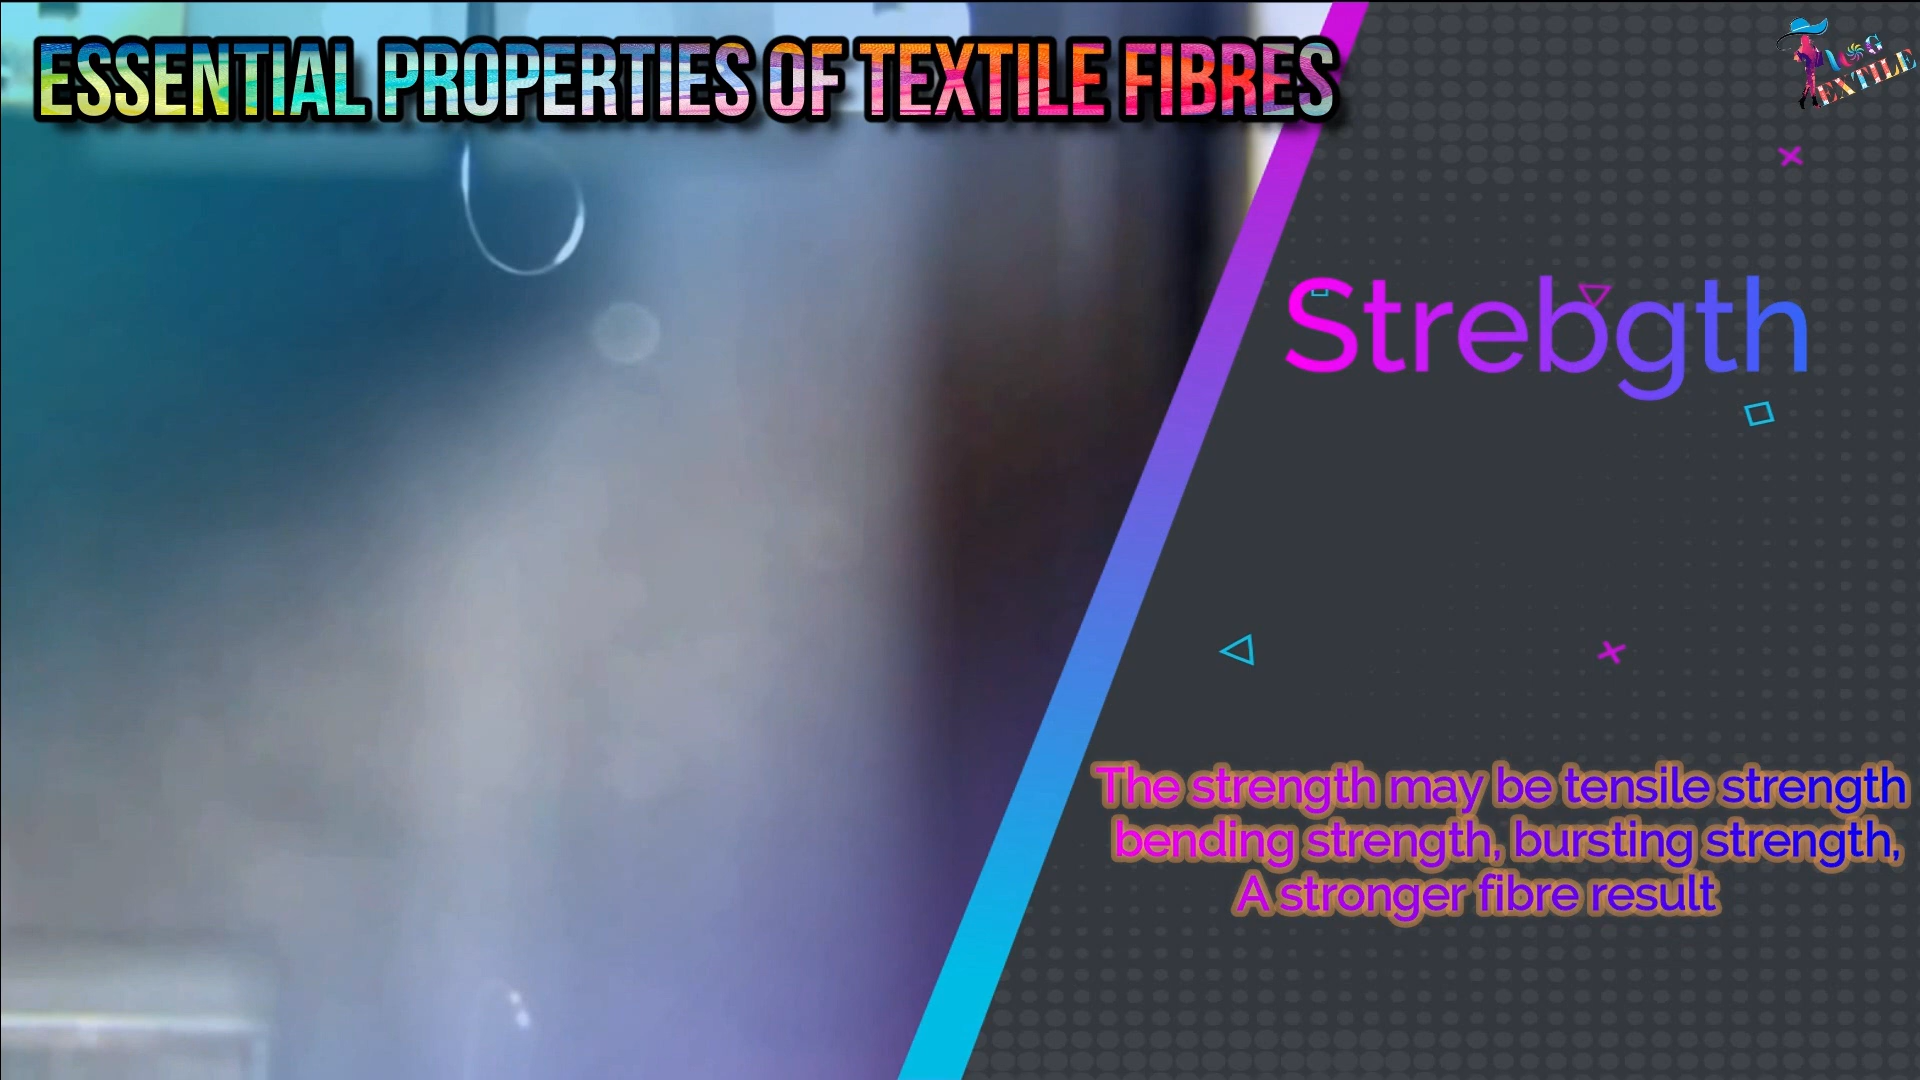 ESSENTIAL PROPERTIES OF TEXTILE FIBRES
Strebgth
The strength may be tensile strength
bending strength, bursting strength,
A stronger fibre result